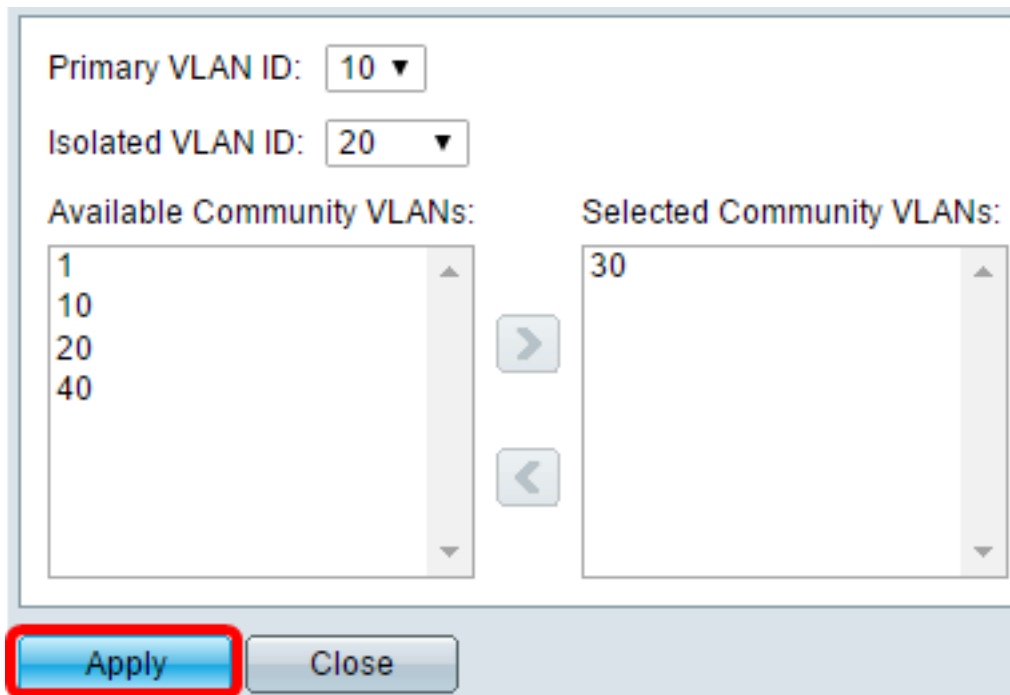 Primary VLAN ID: 10
Isolated VLAN ID: 20
Available Community VLANs:
1
10
20
40
Selected Community VLANs:
30
Apply
Close